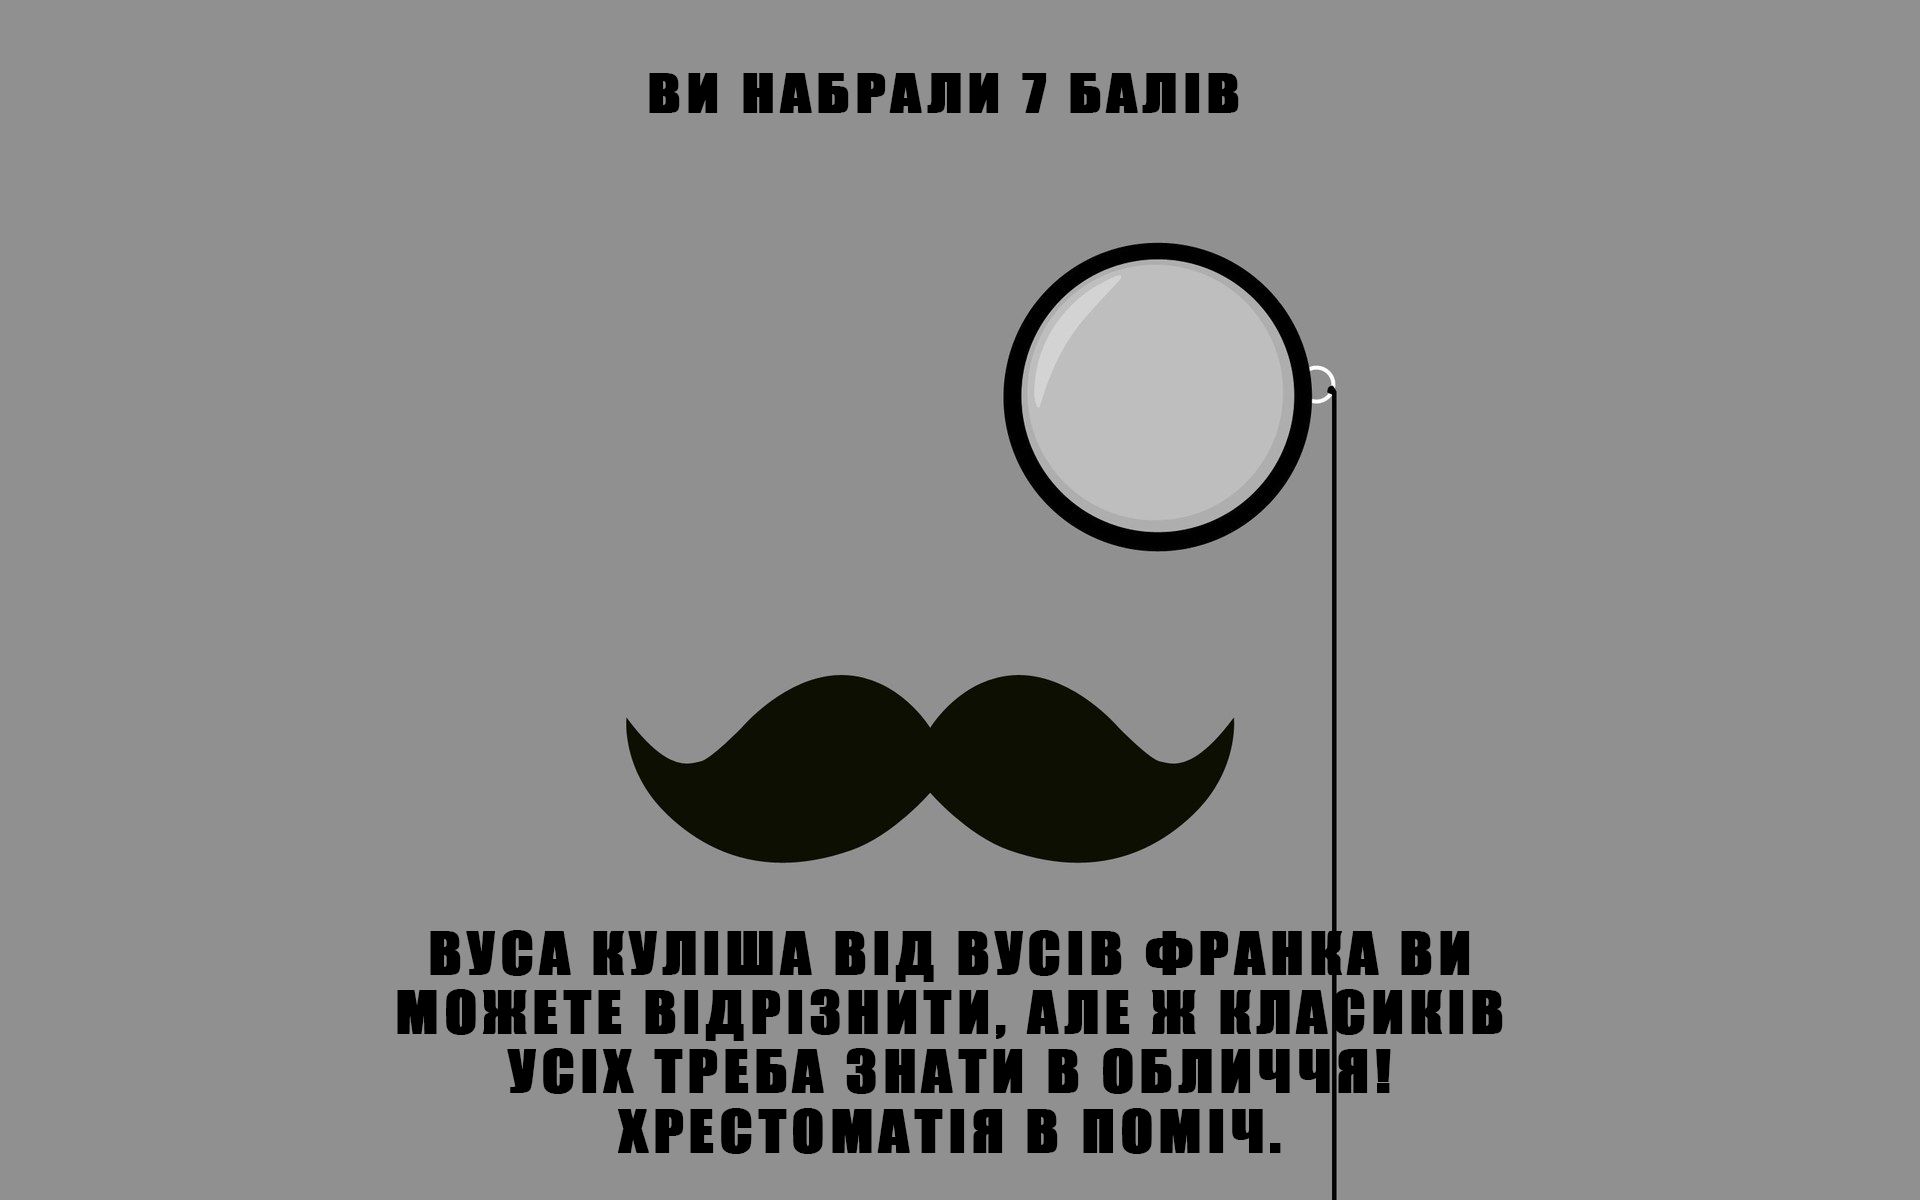 ВИ НАБРАЛИ 7 БАЛІВ
ВУСА КУЛІША ВІД ВУСІВ ФРАНКА ВИ
МОЖЕТЕ ВІДРІЗНИТИ, АЛЕ Ж КЛАСИКІВ
УСІХ ТРЕБА ЗНАТИ В ОБЛИЧЧЯ!
ХРЕСТОМАТІЯ В ПОМІЧ.